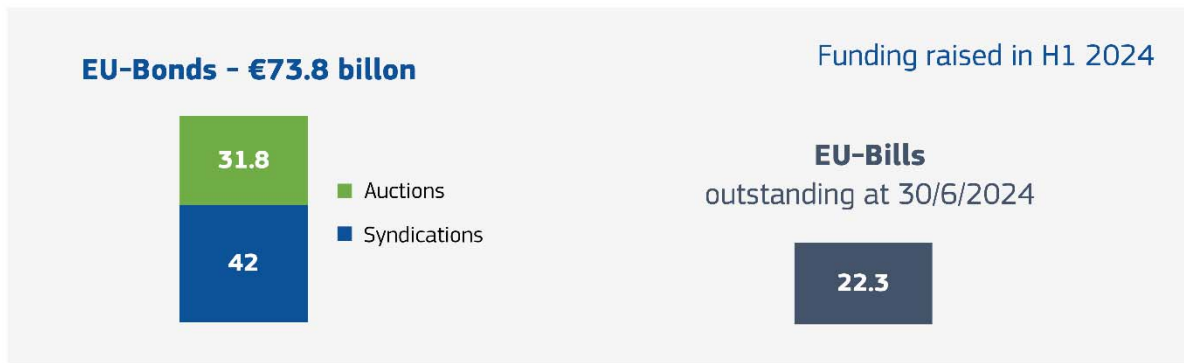 EU-Bonds - €73.8 billon
Funding raised in H1 2024
31.8
42
Auctions
Syndications
EU-Bills
outstanding at 30/6/2024
22.3